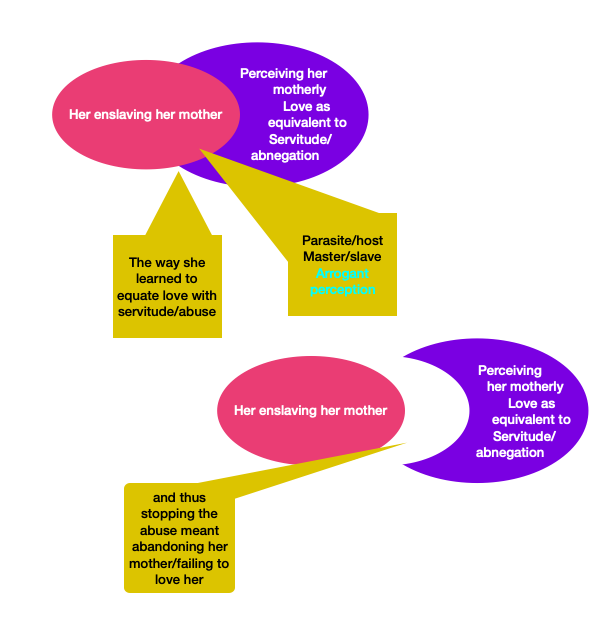 Perceiving her
motherly
Love as
equivalent to
Servitude/
abnegation
Her enslaving her mother
Parasite/host
Master/slave
Arrogant
perception
The way she
learned to
equate love with
servitude/abuse
Perceiving
her motherly
Love as
equivalent to
Servitude/
abnegation
Her enslaving her mother
and thus
stopping the
abuse meant
abandoning her
mother/failing to
love her